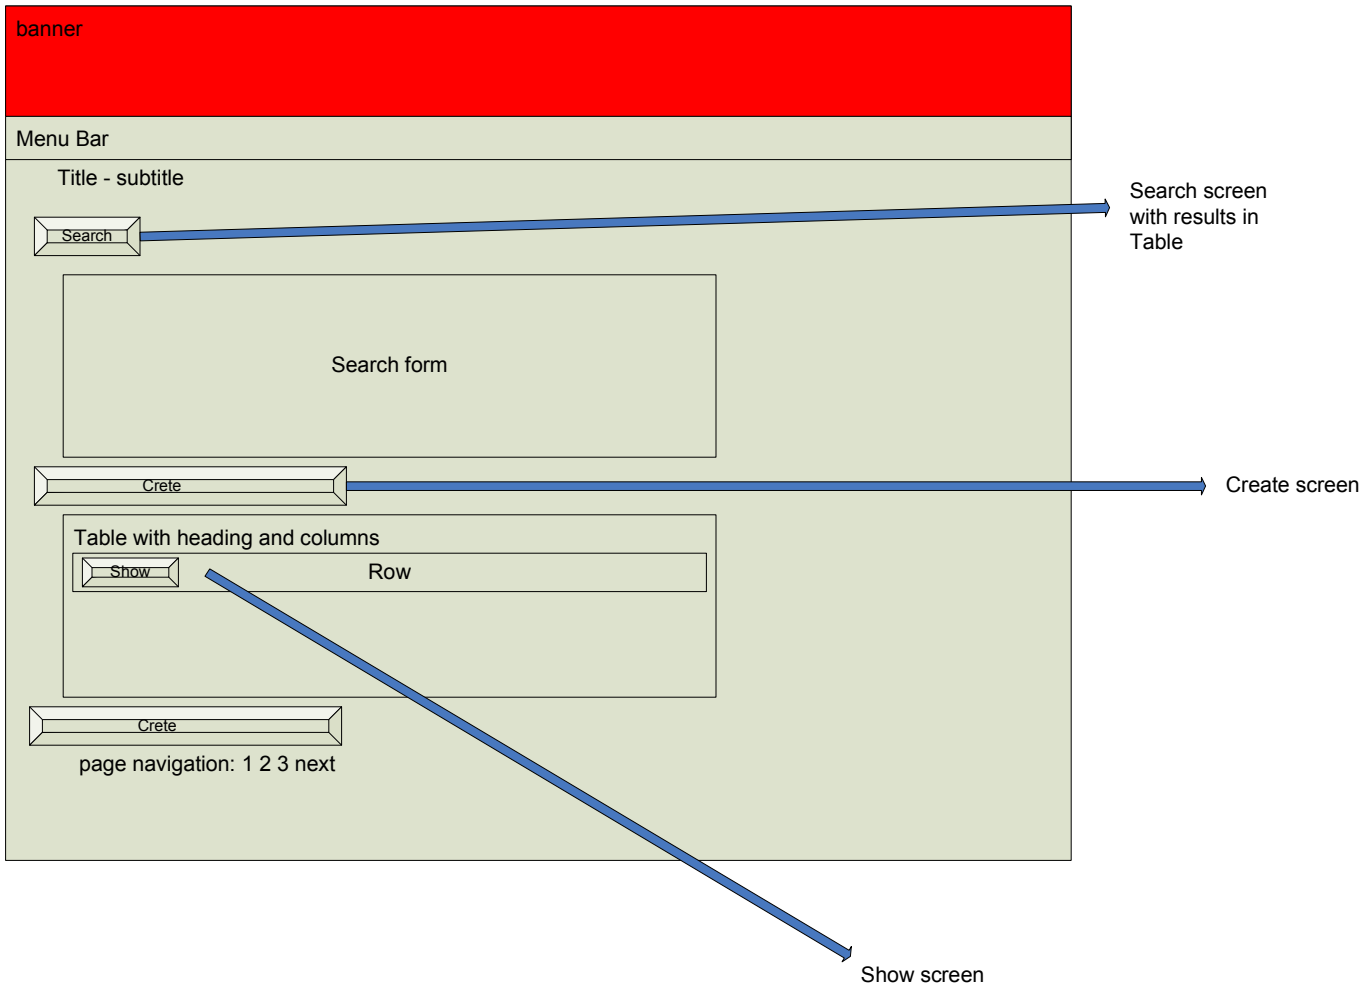 banner
Menu Bar
Title - subtitle
Search
Search screen
with results in
Table
Search form
Crete
Create screen
Table with heading and columns
Show
Row
Crete
page navigation: 1 2 3 next
Show screen